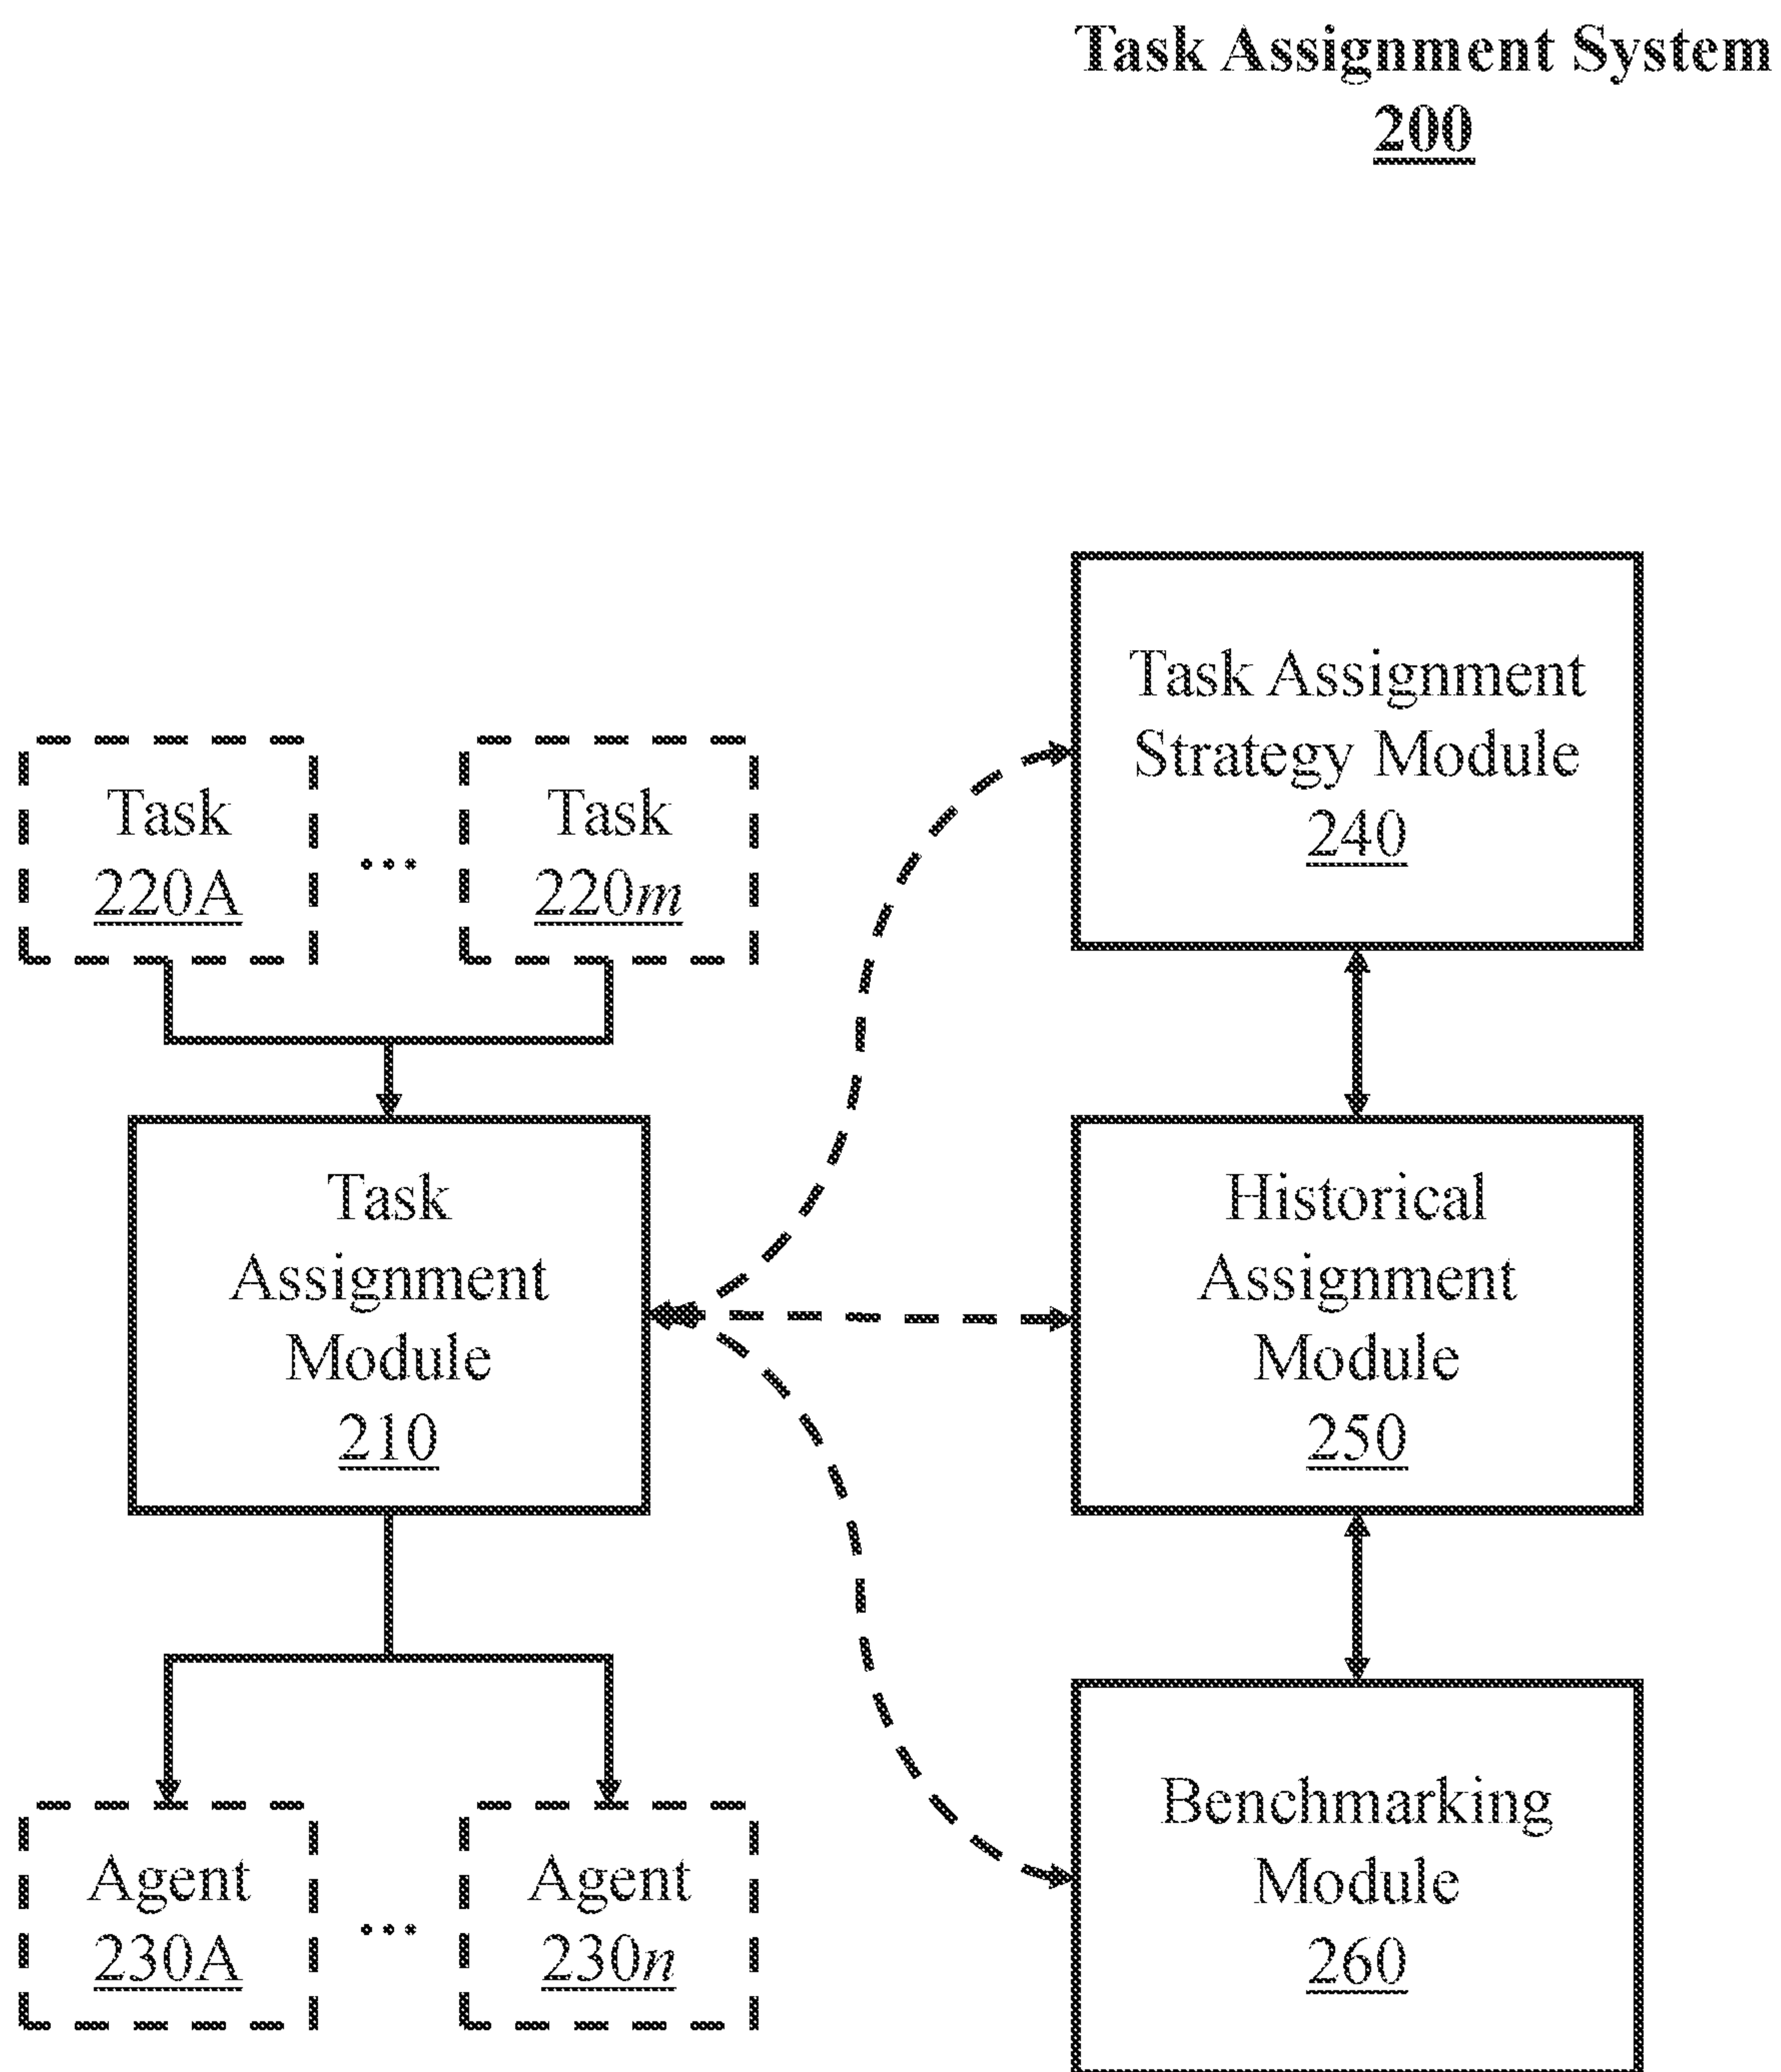 Task Assignment System
200
Task Assignment
Strategy Module
240
Task
220A
...
Task
220m
Task
Assignment
Module
210
Historical
Assignment
Module
250
Agent
230A
...
Agent
230n
Benchmarking
Module
260